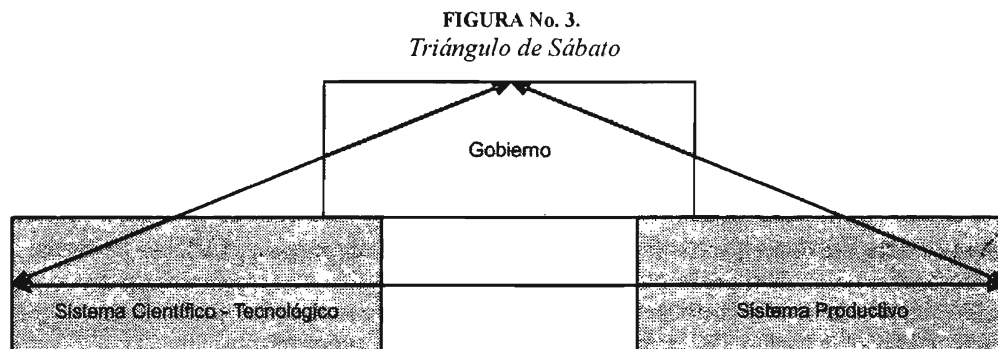 FIGURA No. 3.
Triángulo de Sábato
Gobierno
Sistema Científico - Tecnológico
Sistema Productivo